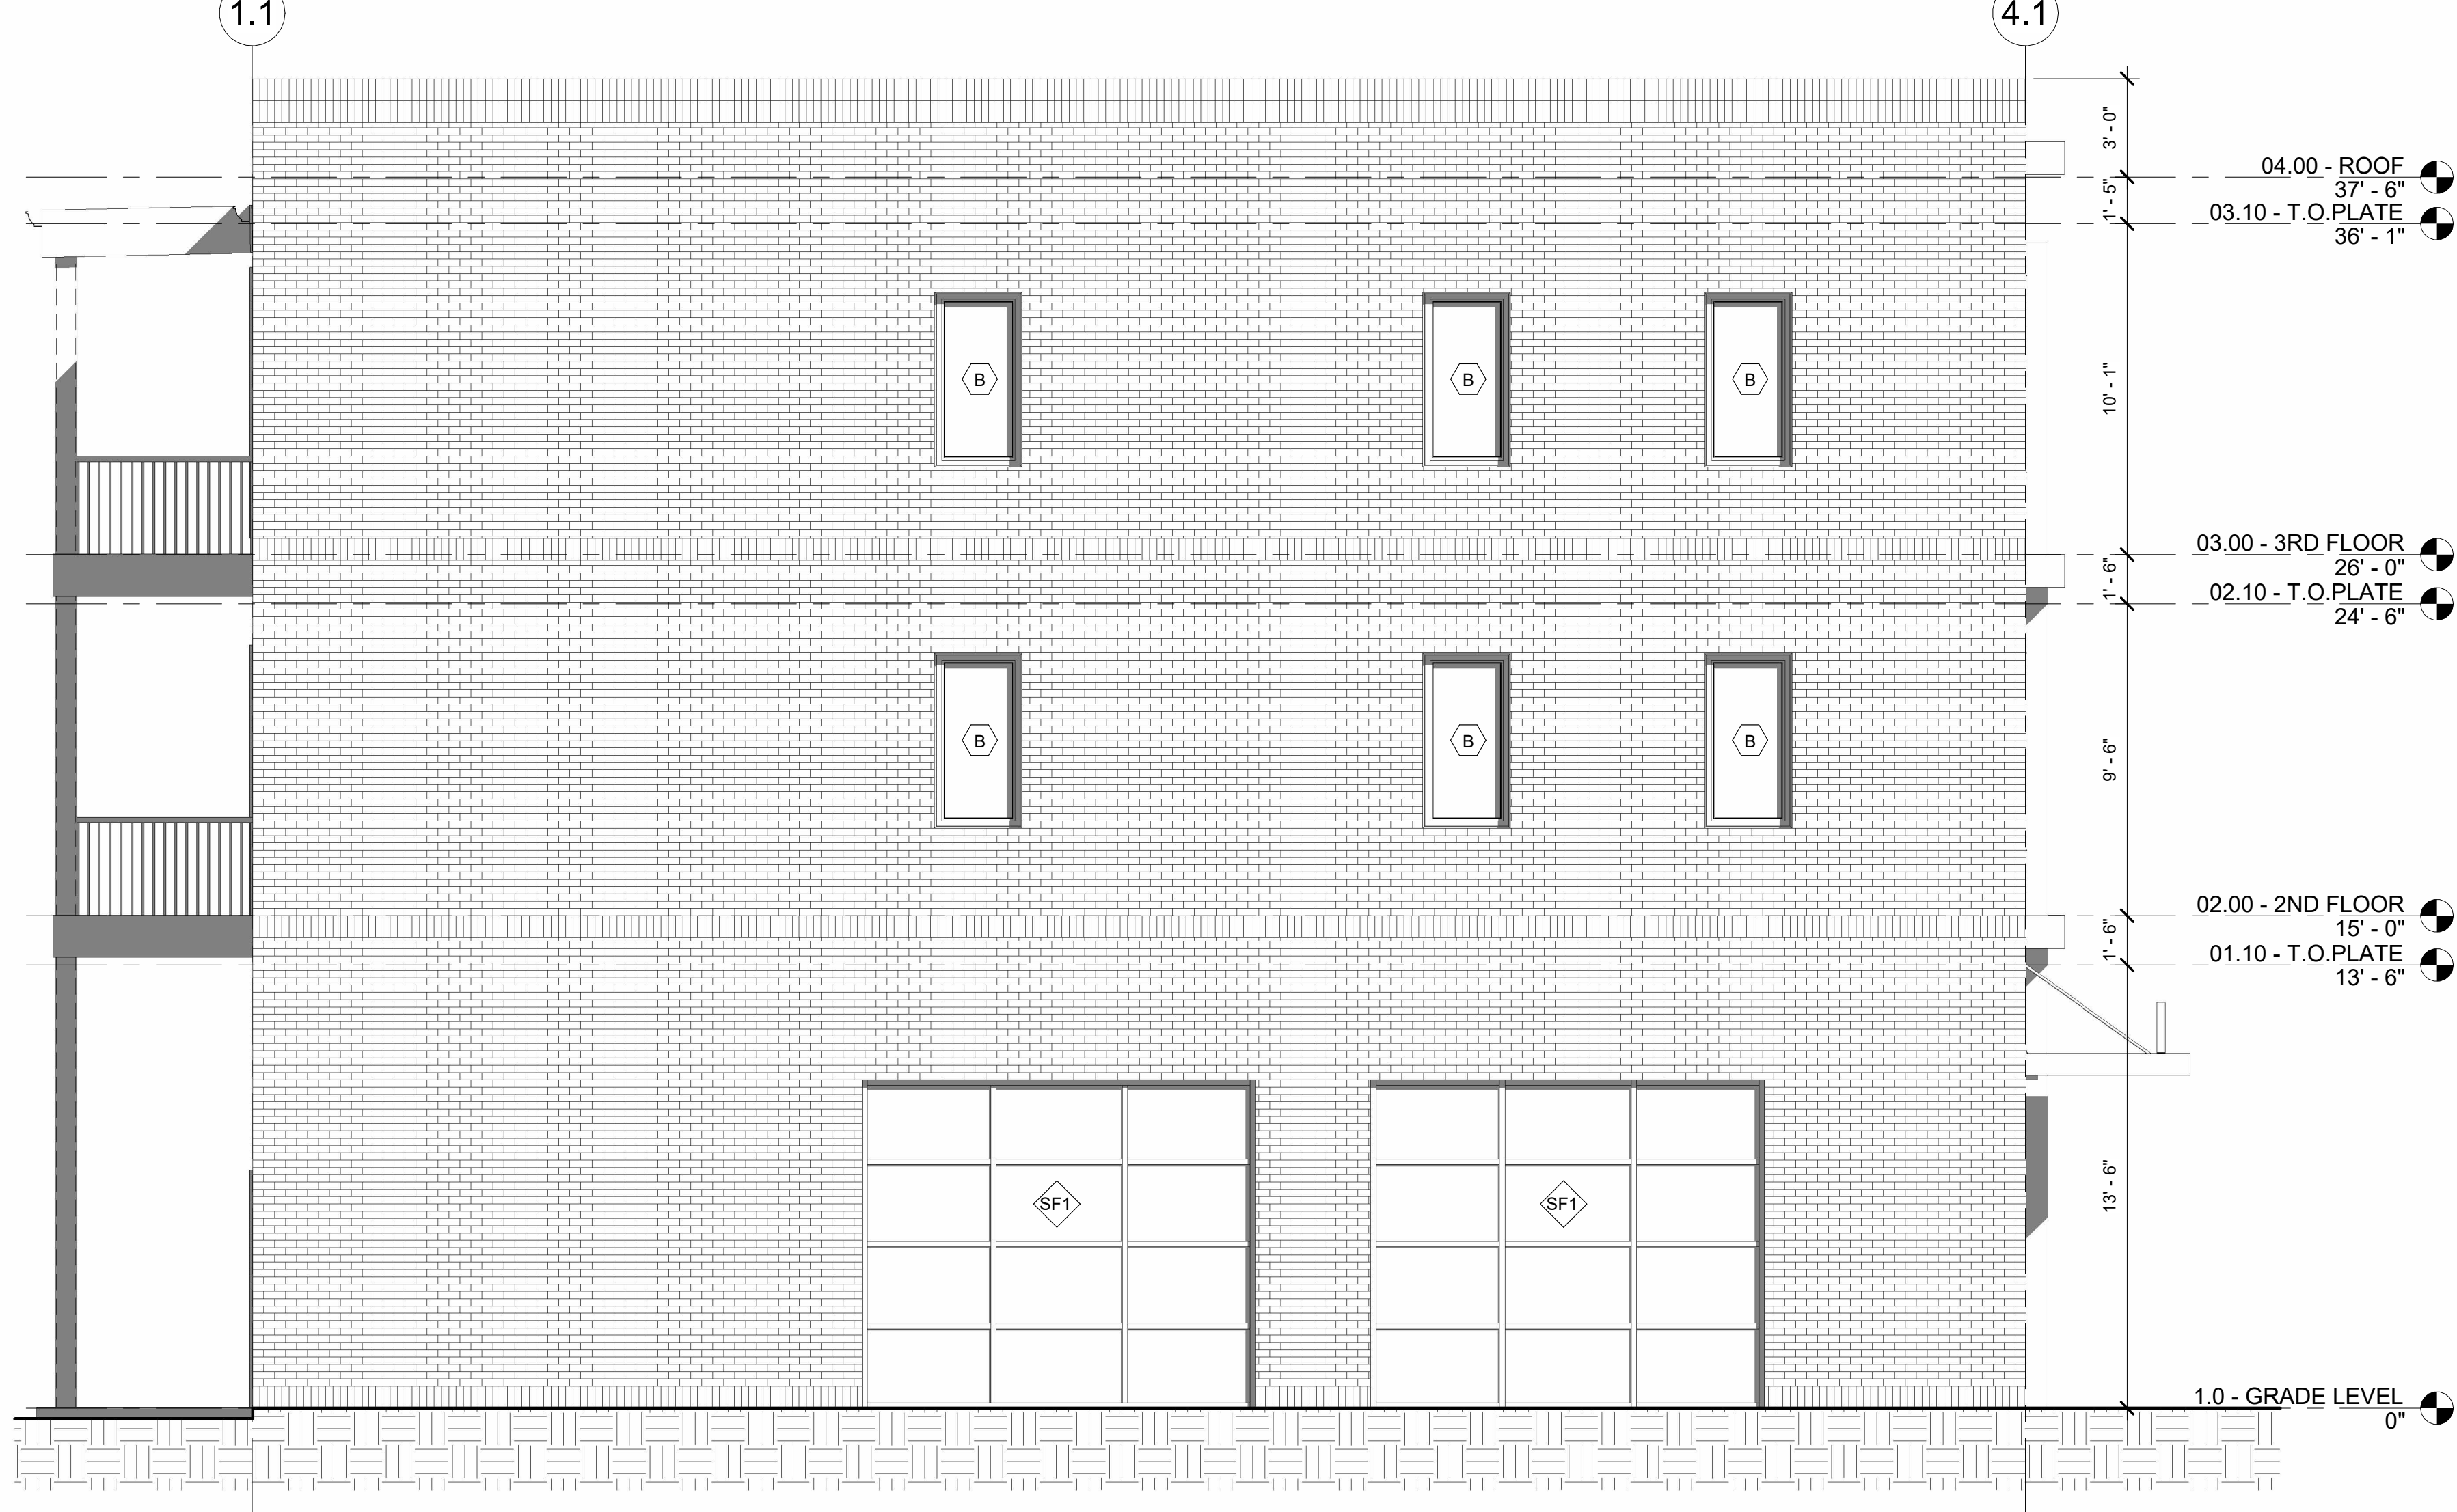 1.1
4.1
3' - 0"
04.00 - ROOF
37' - 6"
1' - 5"
03.10 - T.O.PLATE
36' - 1"
B
B
B
10' - 1"
03.00 - 3RD FLOOR
26' - 0"
1' - 6"
02.10 - T.O.PLATE
24' - 6"
B
B
B
9' - 6"
02.00 - 2ND FLOOR
15' - 0"
1' - 6"
01.10 - T.O.PLATE
13' - 6"
SF1
SF1
13' - 6"
1.0 - GRADE LEVEL
0"